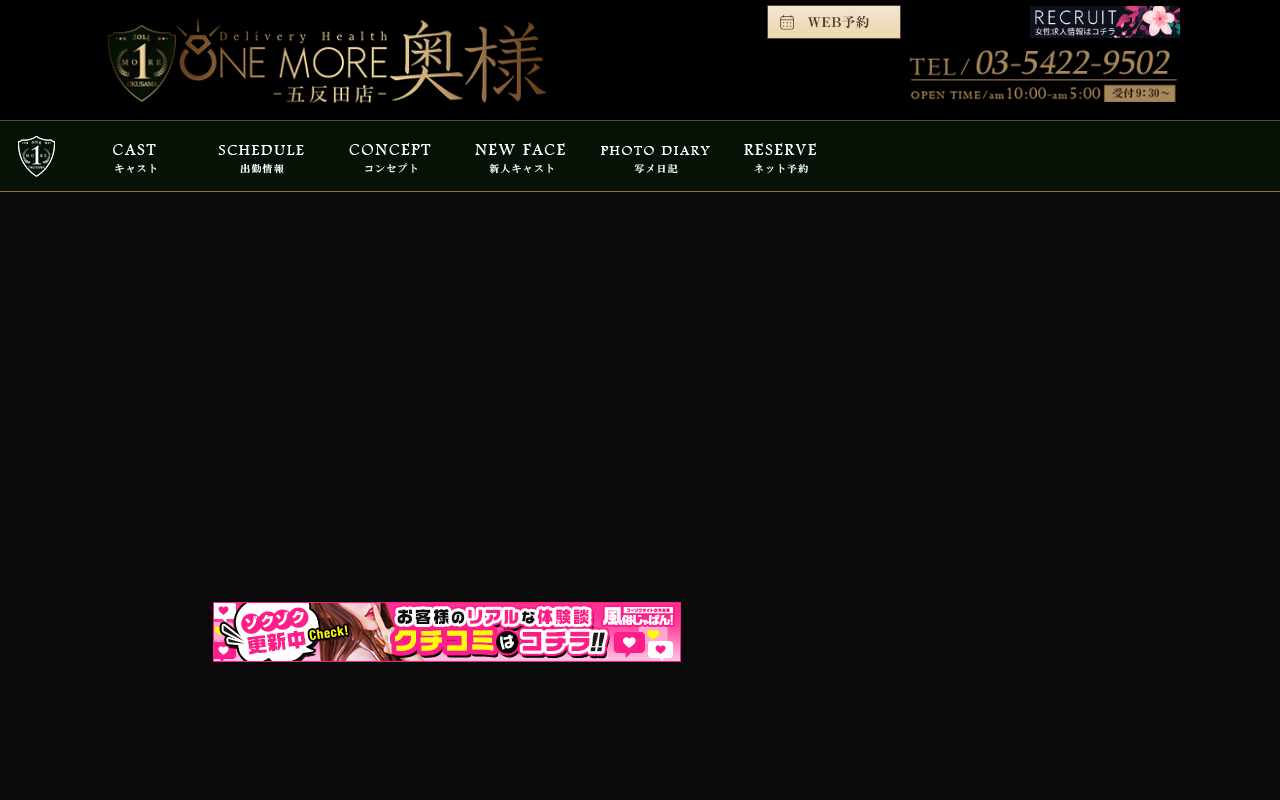 Delivery Health
ONE MORE 奥様
-五反田店-
MORE
1
WEB予約
RECRUIT
女性求人情報はコチラ
TEL / 03-5422-9502
OPEN TIME/am10:00-am5:00 受付9:30～
CAST
キャスト
SCHEDULE
出勤情報
CONCEPT
コンセプト
NEW FACE
新人キャスト
PHOTO DIARY
写メ日記
RESERVE
ネット予約
ゾクゾク
更新中
Check!
お客様のリアルな体験談
クチコミはコチラ!!
風俗じゃぱん!